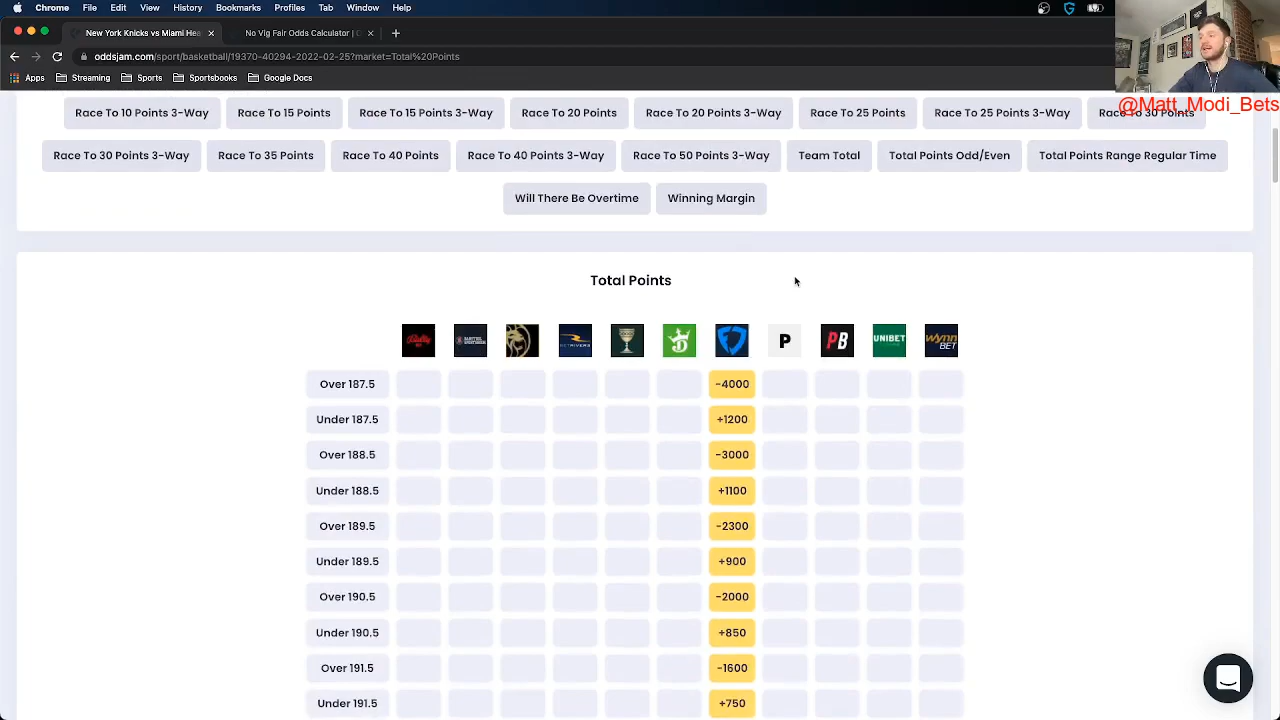 Chrome File Edit View History Bookmarks Profiles Tab Window Help
New York Knicks vs Miami Hea No Vig Fair Odds Calculator | O
oddsjam.com/sport/basketball/19370-40294-2022-02-25?market=Total%20Points
Apps Streaming Sports Sportsbooks Google Docs
@Matt_Modi_Bets
Race To 10 Points 3-Way Race To 15 Points Race To 15 Points 3-Way Race To 20 Points Race To 20 Points 3-Way Race To 25 Points Race To 25 Points 3-Way Race To 30 Points
Race To 30 Points 3-Way Race To 35 Points Race To 40 Points Race To 40 Points 3-Way Race To 50 Points 3-Way Team Total Total Points Odd/Even Total Points Range Regular Time
Will There Be Overtime Winning Margin
Total Points
P PB UNIBET WYNN BET
Over 187.5 -4000
Under 187.5 +1200
Over 188.5 -3000
Under 188.5 +1100
Over 189.5 -2300
Under 189.5 +900
Over 190.5 -2000
Under 190.5 +850
Over 191.5 -1600
Under 191.5 +750